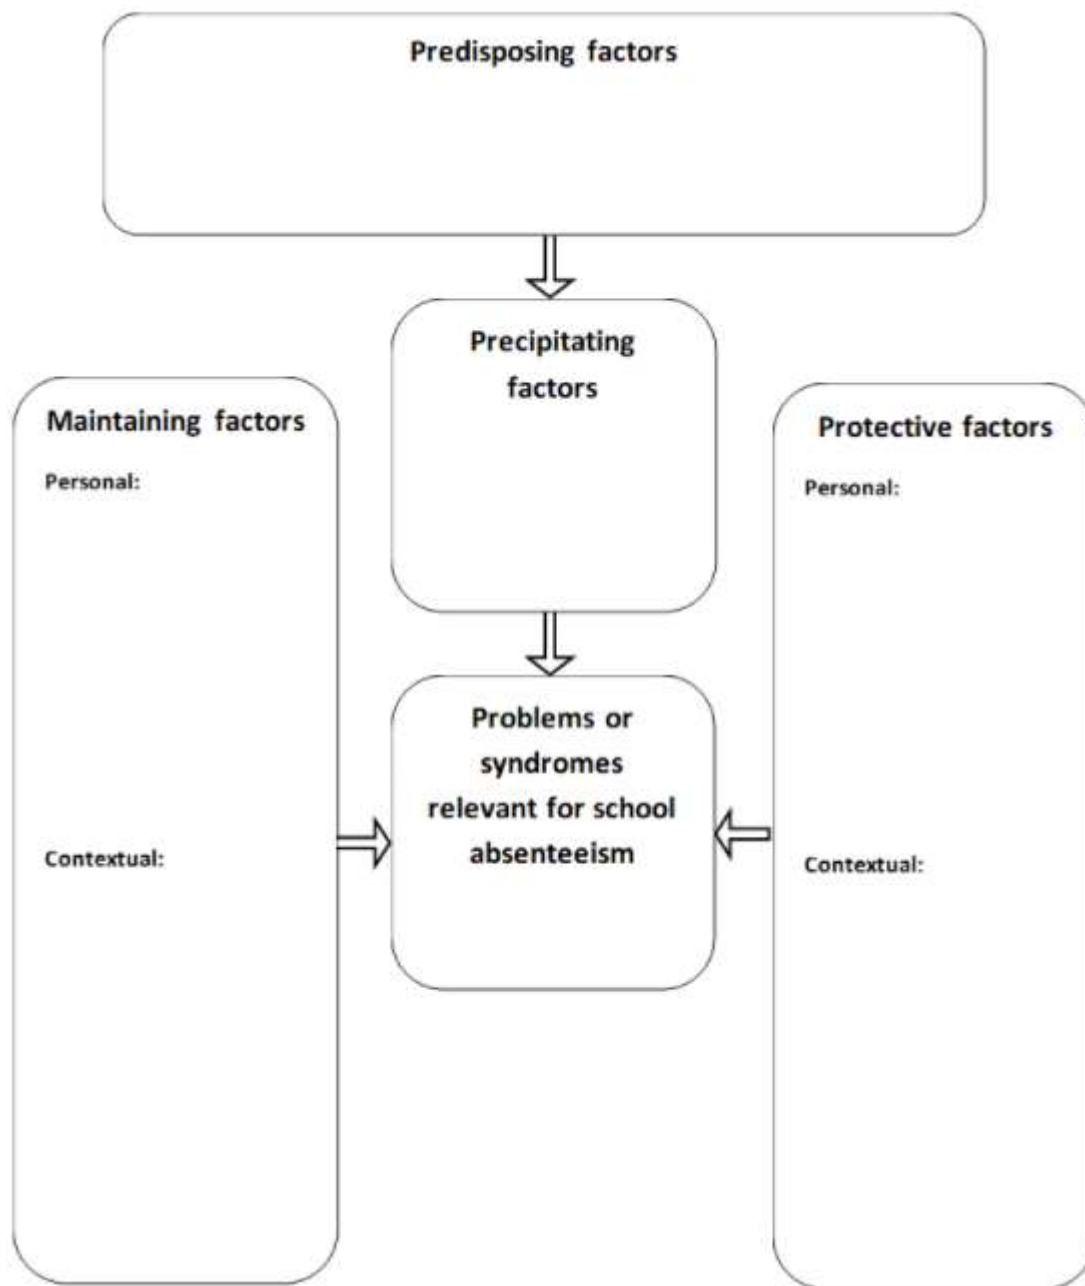 Predisposing factors
Precipitating
factors
Maintaining factors
Personal:
Contextual:
Protective factors
Personal:
Contextual:
Problems or
syndromes
relevant for school
absenteeism